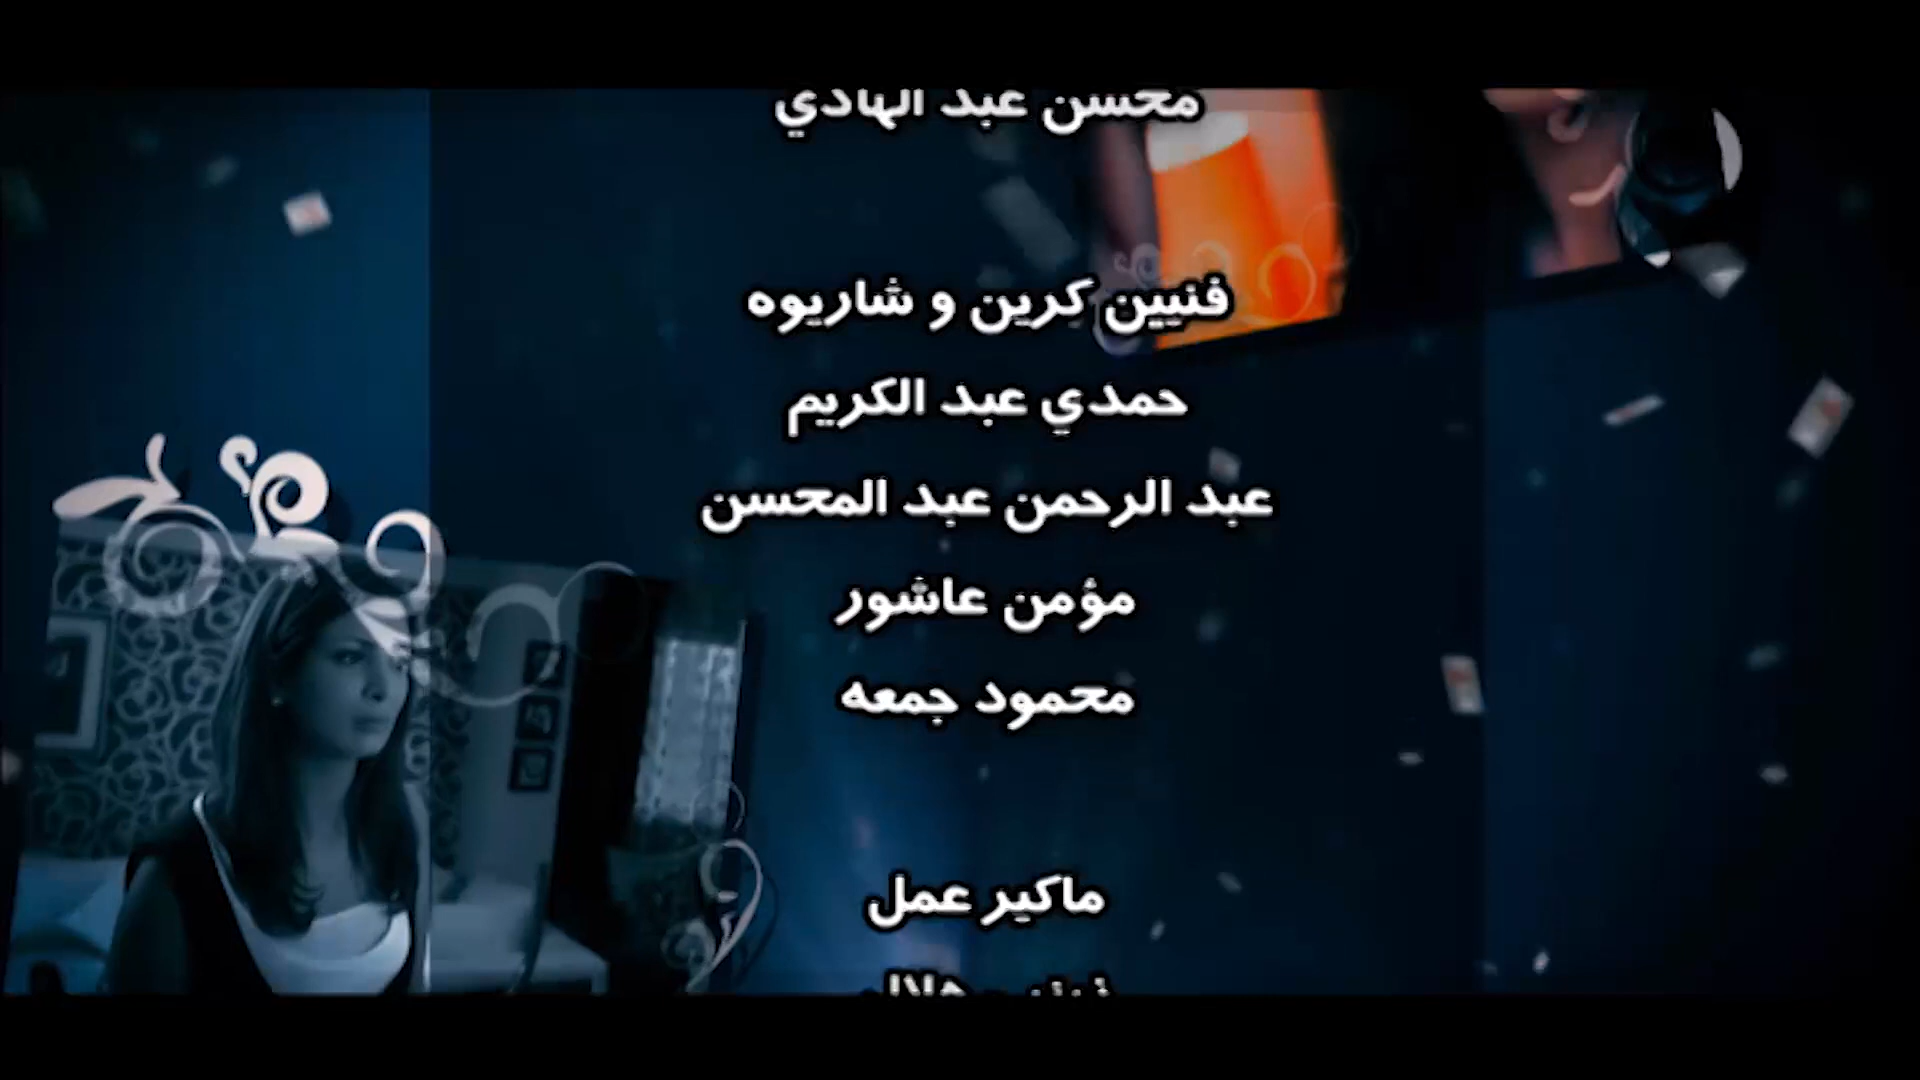 محسن عبد الهادي
فنيين كرين و شاريوه
حمدي عبد الكريم
عبد الرحمن عبد المحسن
مؤمن عاشور
محمود جمعه
ماكير عمل